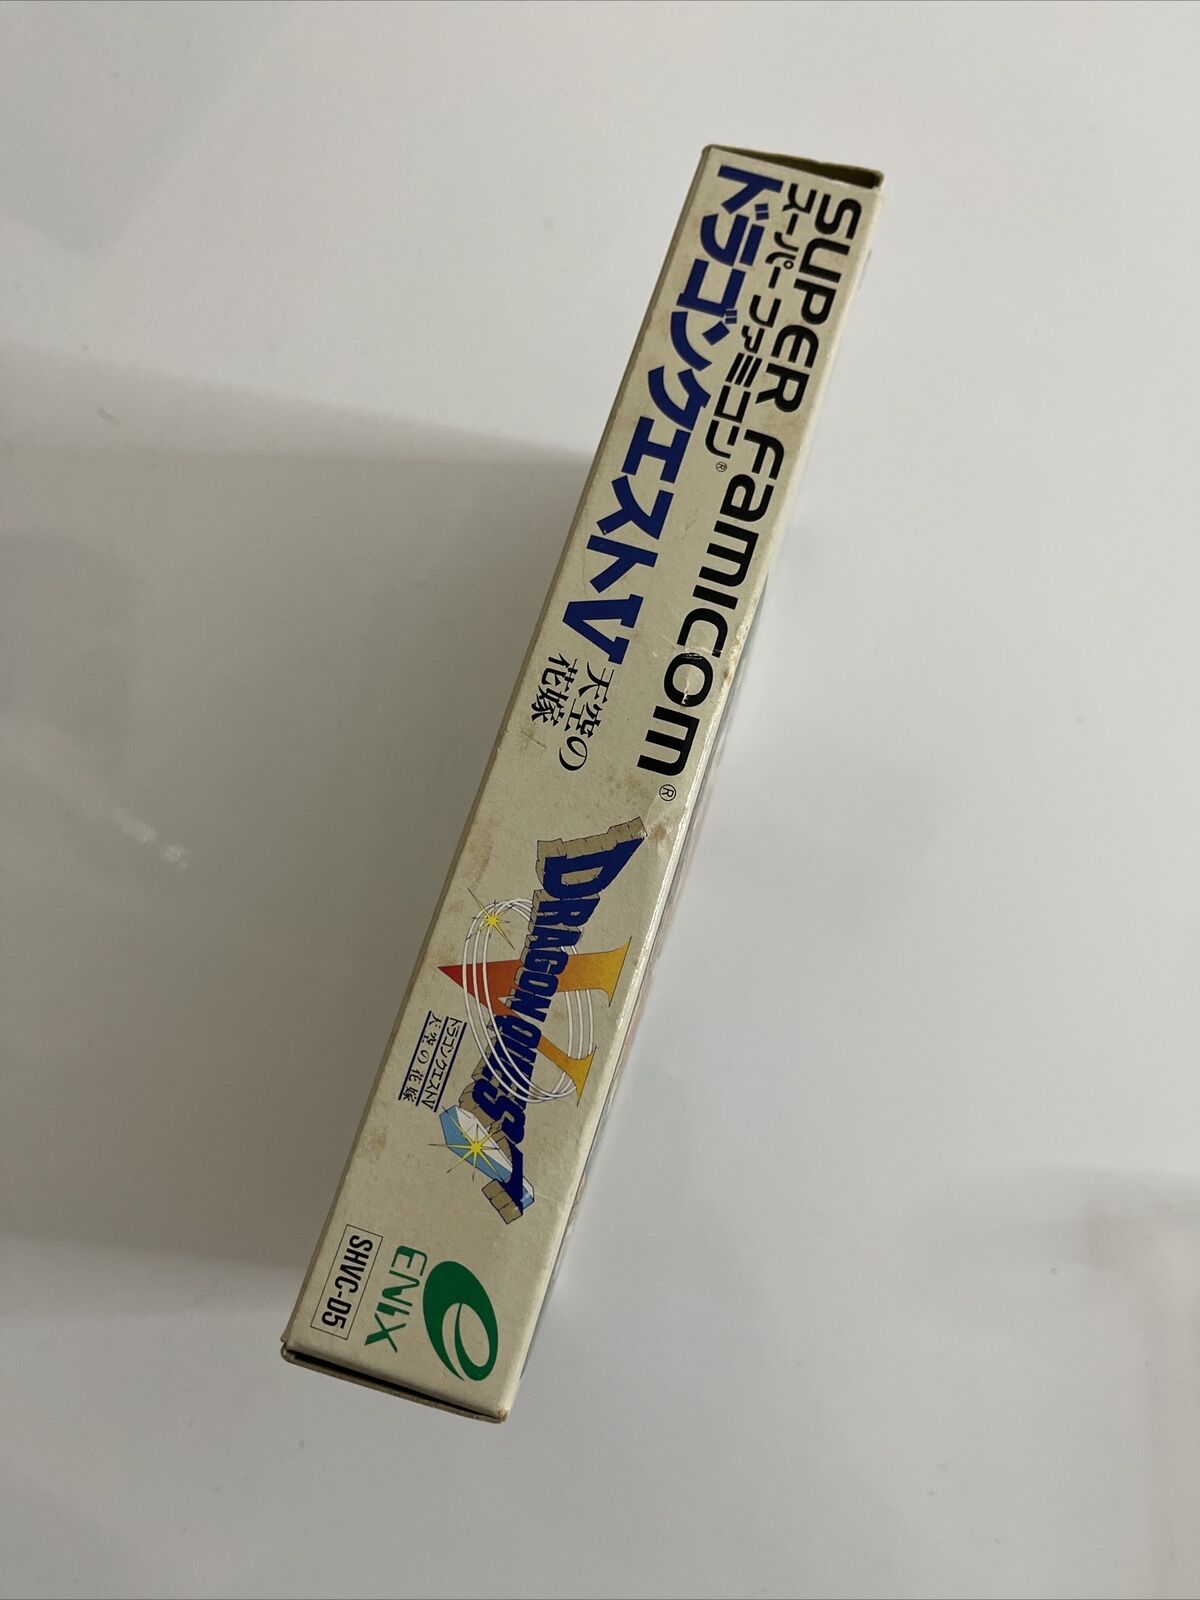 SUPER FAMICOM®
スーパーファミコン®
ドラゴンクエストV
天空の
花嫁
DRAGON QUEST
V
ドラゴンクエストV
天空の花嫁
e
ENIX
SHVC-D5